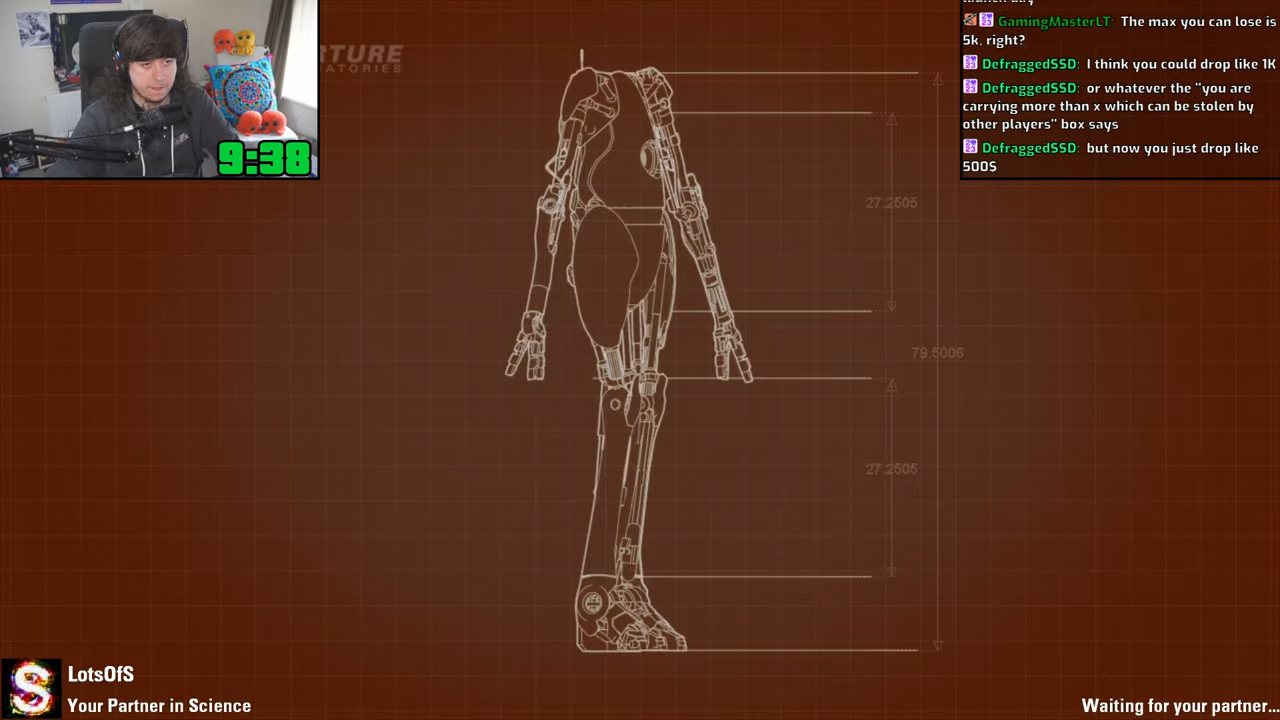 RTURE
ATORIES
9:38
GamingMasterLT: The max you can lose is
5k, right?
DefraggedSSD: I think you could drop like 1K
DefraggedSSD: or whatever the "you are
carrying more than x which can be stolen by
other players" box says
DefraggedSSD: but now you just drop like
500$
27.2505
79.5006
27.2505
S
LotsOfS
Your Partner in Science
Waiting for your partner...